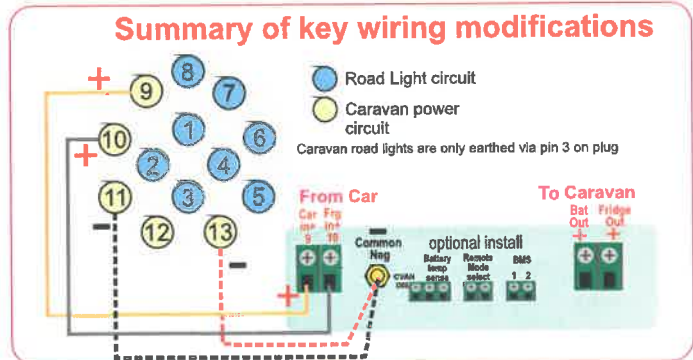 Summary of key wiring modifications
+
8
9
7
Road Light circuit
Caravan power
circuit
Caravan road lights are only earthed via pin 3 on plug
1
10
6
+
2
4
11
3
5
12
13
From Car
To Caravan
Car
In+
9
Frg
In+
10
Common
Neg
optional install
Battery
temp
sense
Remote
Mode
select
BMS
1 2
CVAN
Bat
Out
+
Fridge
Out
+
+